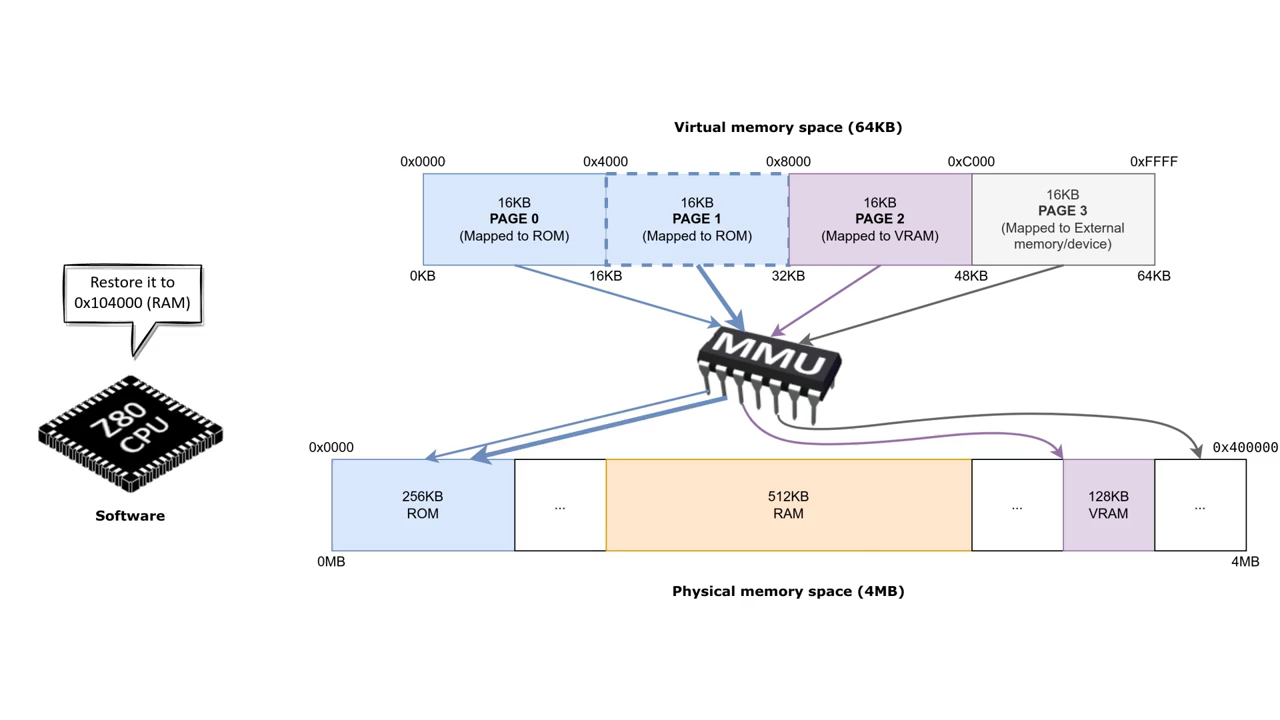 Virtual memory space (64KB)
0x0000
0x4000
0x8000
0xC000
0xFFFF
16KB
PAGE 0
(Mapped to ROM)
16KB
PAGE 1
(Mapped to ROM)
16KB
PAGE 2
(Mapped to VRAM)
16KB
PAGE 3
(Mapped to External
memory/device)
0KB
16KB
32KB
48KB
64KB
Restore it to
0x104000 (RAM)
MMU
Z80
CPU
Software
0x0000
0x400000
256KB
ROM
...
512KB
RAM
...
128KB
VRAM
...
0MB
4MB
Physical memory space (4MB)